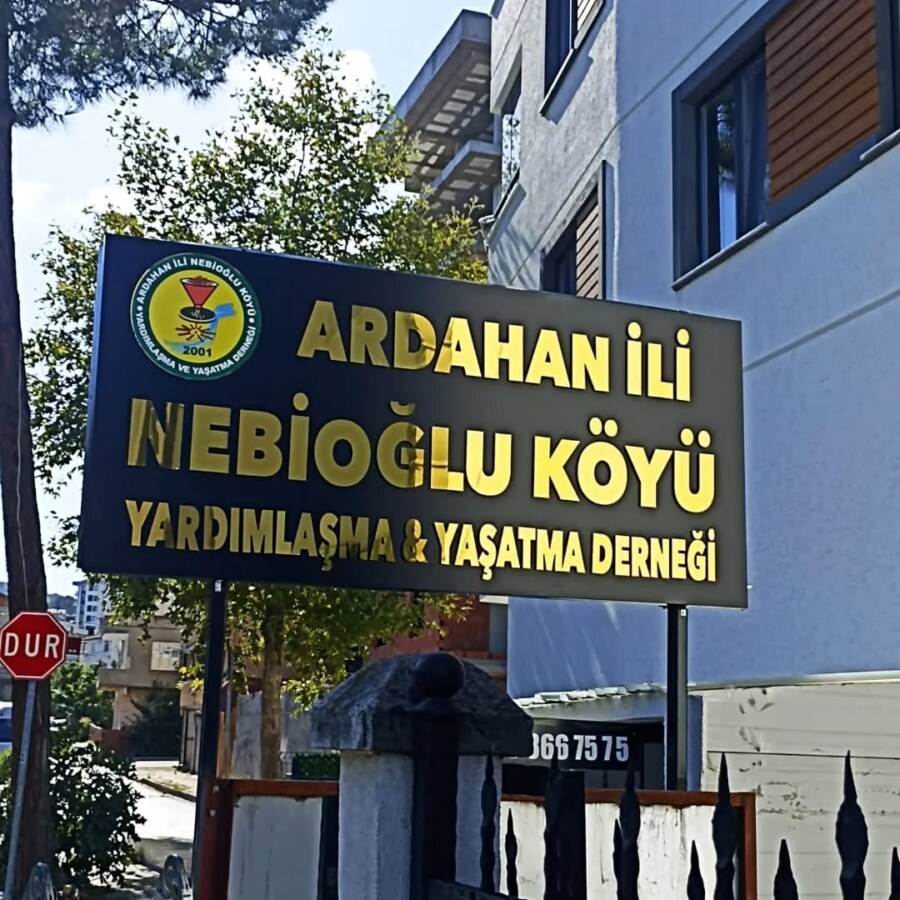 ARDAHAN İLİ NEBİOĞLU KÖYÜ
YARDIMLAŞMA VE YAŞATMA DERNEĞİ
2001
ARDAHAN İLİ
NEBİOĞLU KÖYÜ
YARDIMLAŞMA & YAŞATMA DERNEĞİ
DUR
366 75 75